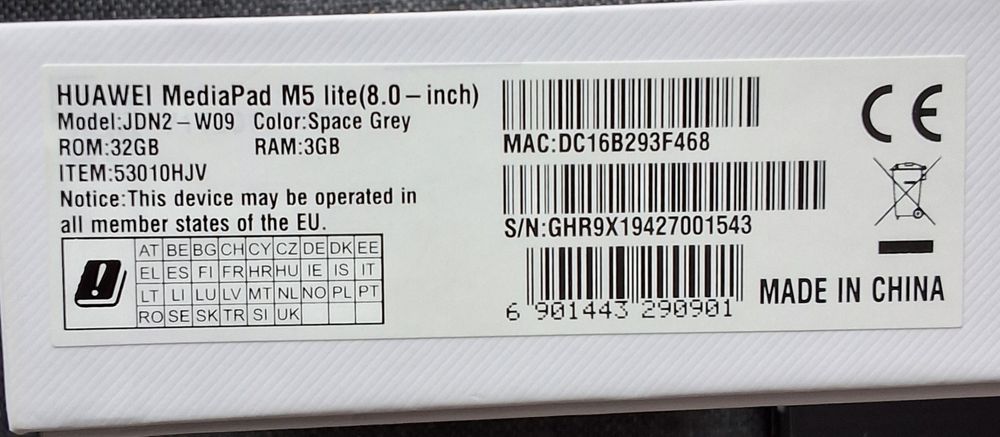 HUAWEI MediaPad M5 lite(8.0-inch)
Model:JDN2-W09 Color:Space Grey
ROM:32GB RAM:3GB
ITEM:53010HJV
Notice:This device may be operated in
all member states of the EU.
AT BE BG CH CY CZ DE DK EE
EL ES FI FR HR HU IE IS IT
LT LI LU LV MT NL NO PL PT
RO SE SK TR SI UK
MAC:DC16B293F468
S/N:GHR9X19427001543
6 901443 290901
CE
MADE IN CHINA